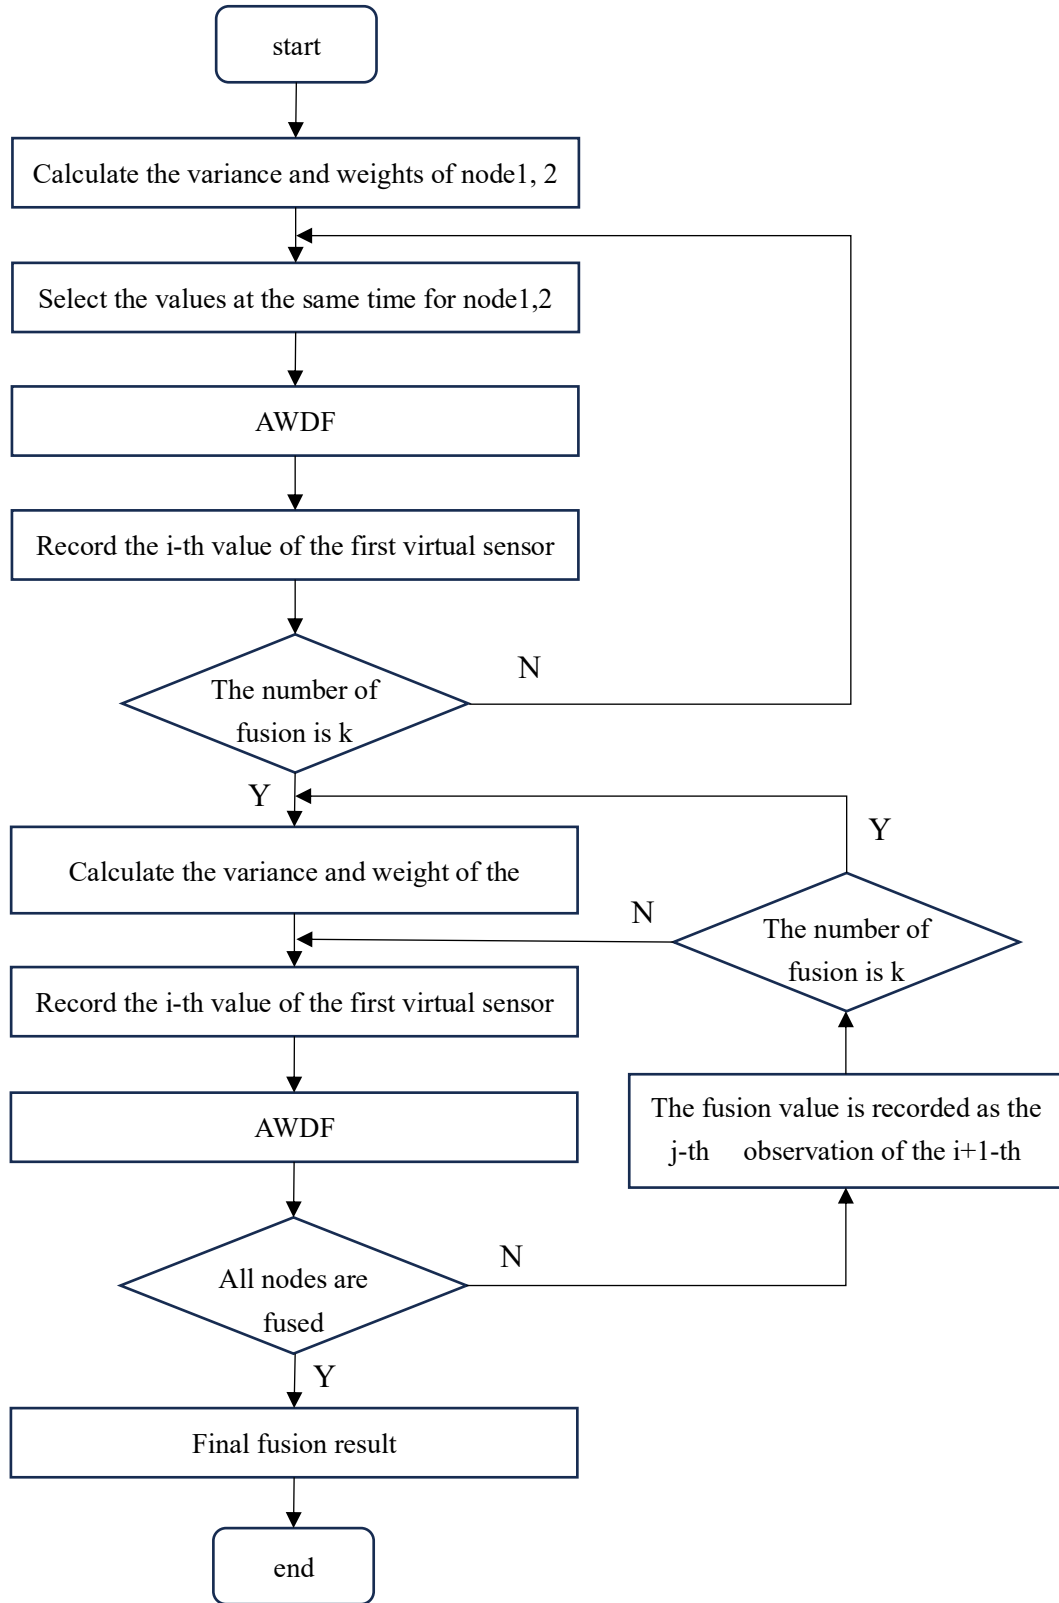 start
Calculate the variance and weights of node1, 2
Select the values at the same time for node1,2
AWDF
Record the i-th value of the first virtual sensor
The number of
fusion is k
N
Y
Calculate the variance and weight of the
Y
N
The number of
fusion is k
Record the i-th value of the first virtual sensor
AWDF
The fusion value is recorded as the
j-th observation of the i+1-th
All nodes are
fused
N
Y
Final fusion result
end